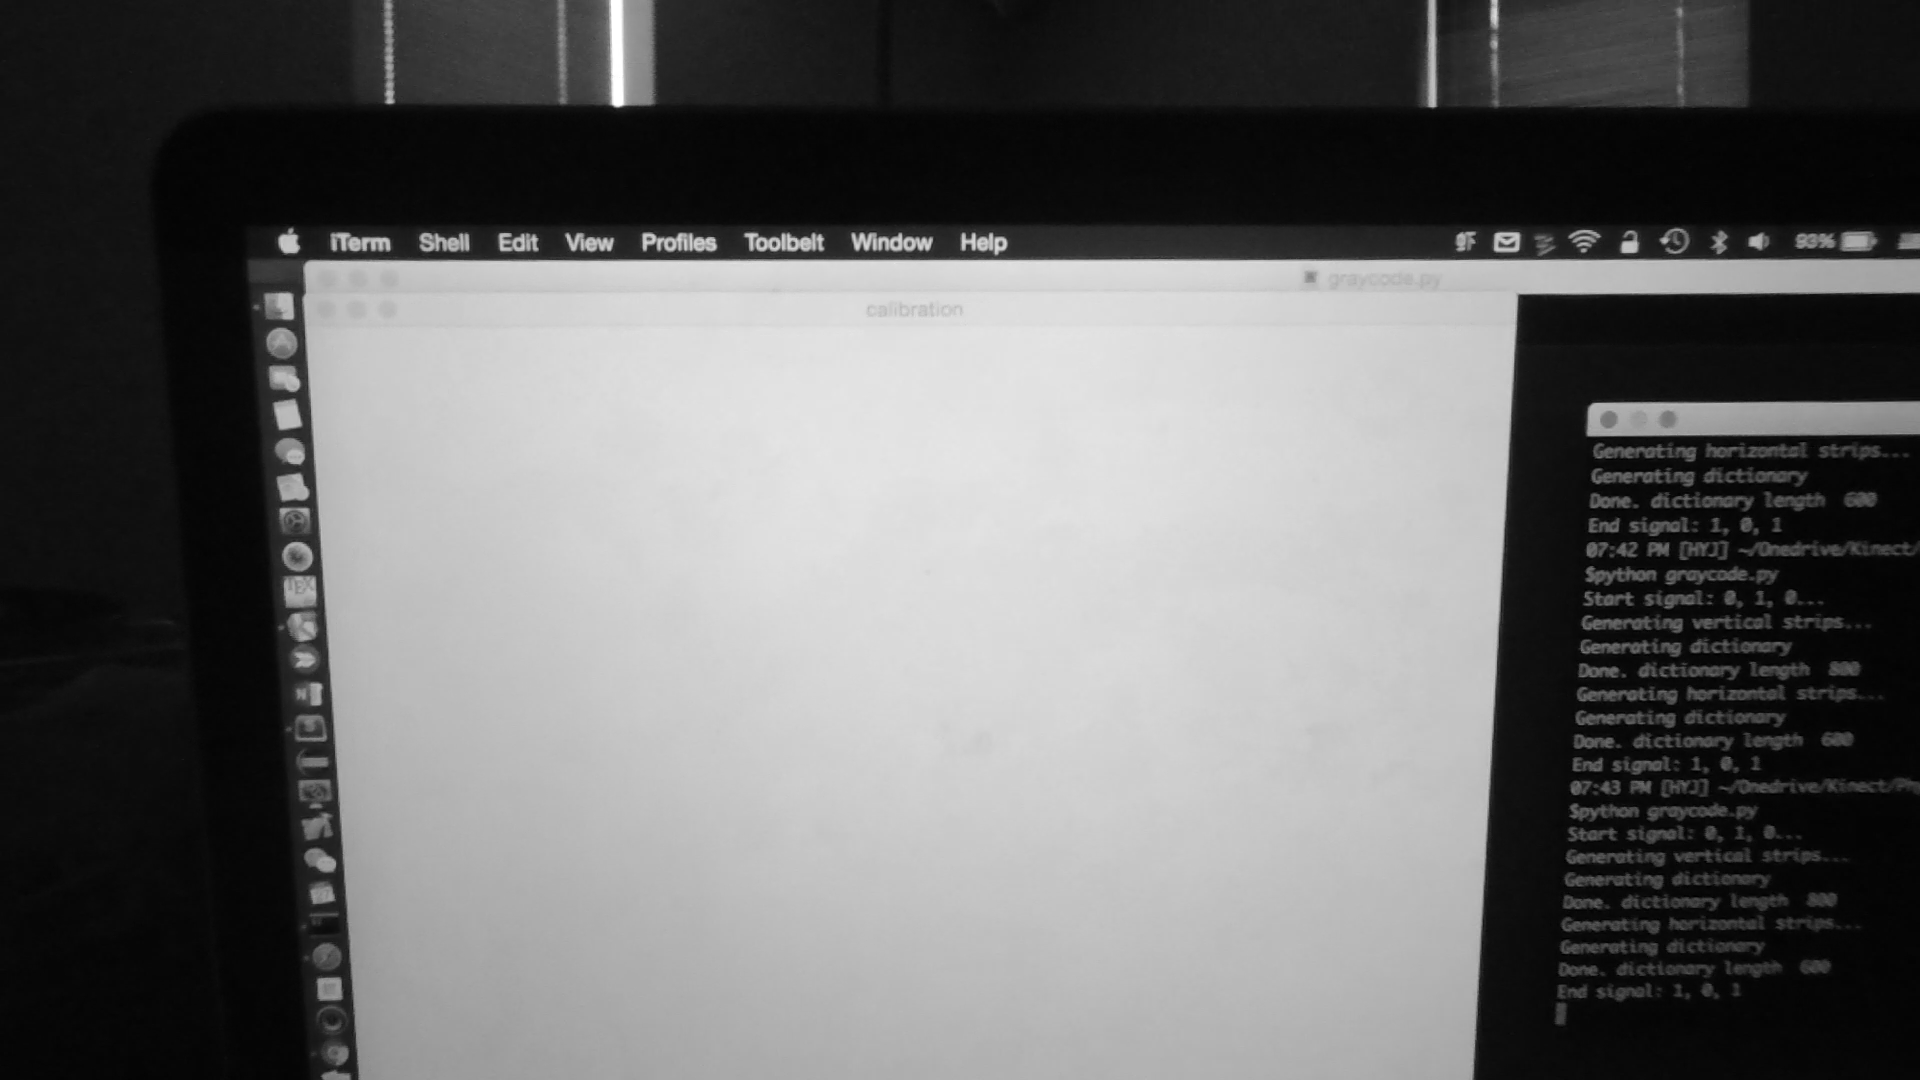 iTerm Shell Edit View Profiles Toolbelt Window Help 93%
graycode.py
calibration
Generating horizontal strips...
Generating dictionary
Done. dictionary length 600
End signal: 1, 0, 1
07:42 PM [HYJ] ~/Onedrive/Kinect/
$python graycode.py
Start signal: 0, 1, 0...
Generating vertical strips...
Generating dictionary
Done. dictionary length 800
Generating horizontal strips...
Generating dictionary
Done. dictionary length 600
End signal: 1, 0, 1
07:43 PM [HYJ] ~/Onedrive/Kinect/Ph
$python graycode.py
Start signal: 0, 1, 0...
Generating vertical strips...
Generating dictionary
Done. dictionary length 800
Generating horizontal strips...
Generating dictionary
Done. dictionary length 600
End signal: 1, 0, 1